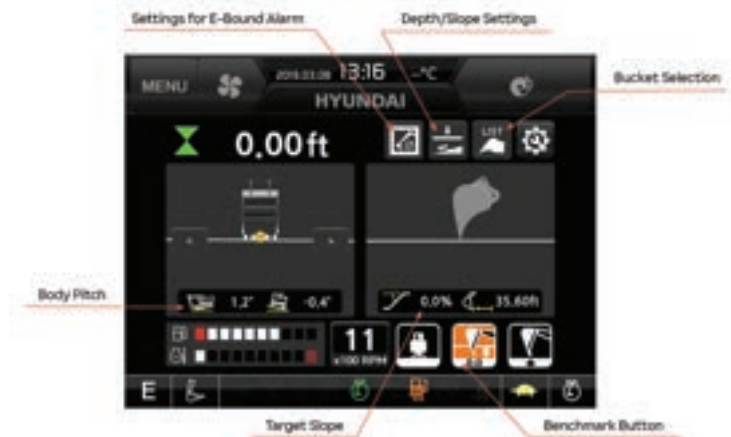 Settings for E-Bound Alarm
Depth/Slope Settings
Bucket Selection
MENU
13:16 --°C
HYUNDAI
0.00ft
LIST
Body Pitch
1,2° -0,4°
0,0% 35.60ft
11
x100 RPM
E
Target Slope
Benchmark Button